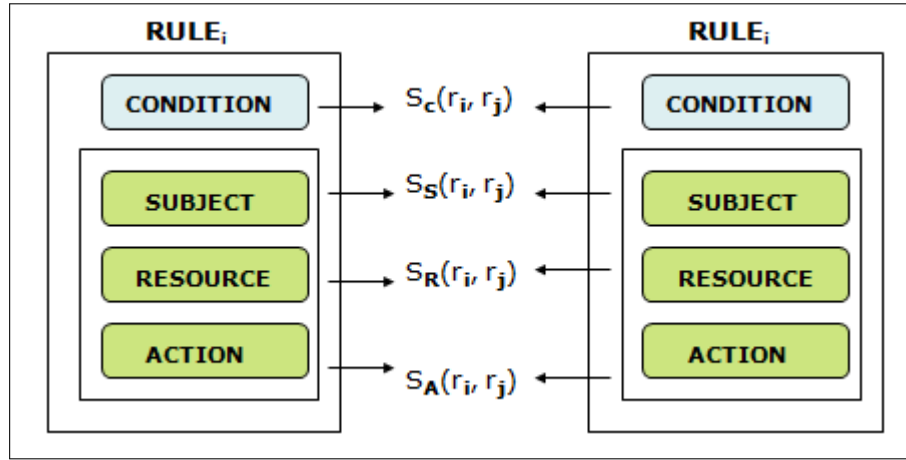 RULEi RULEi
CONDITION Sc(ri, rj) CONDITION
SUBJECT SS(ri, rj) SUBJECT
RESOURCE SR(ri, rj) RESOURCE
ACTION SA(ri, rj) ACTION